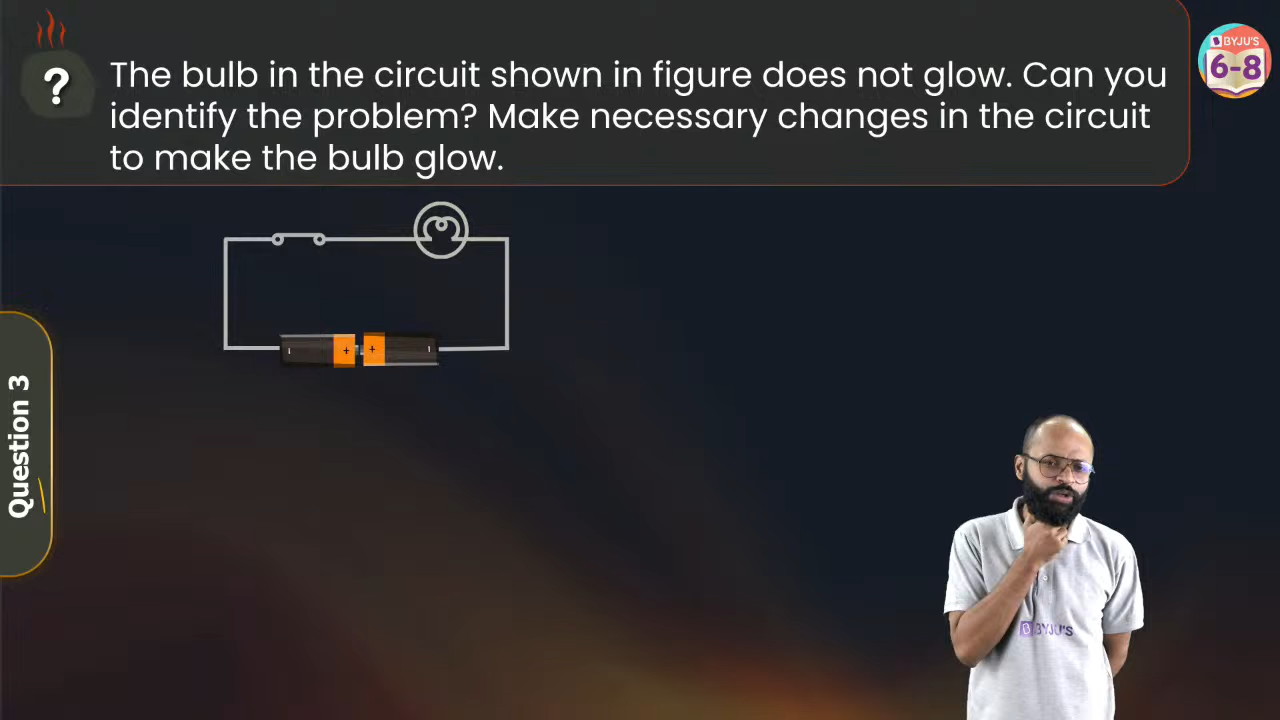 BYJU'S
6-8
?
The bulb in the circuit shown in figure does not glow. Can you
identify the problem? Make necessary changes in the circuit
to make the bulb glow.
+ +
Question 3
BYJU'S